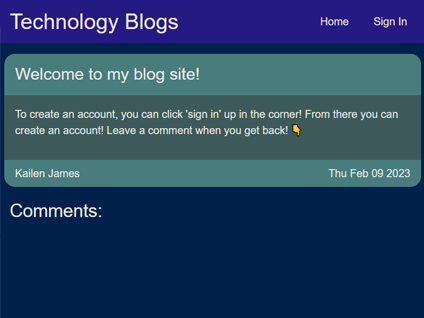 Technology Blogs
Home Sign In
Welcome to my blog site!
To create an account, you can click 'sign in' up in the corner! From there you can
create an account! Leave a comment when you get back! 👇
Kailen James Thu Feb 09 2023
Comments: